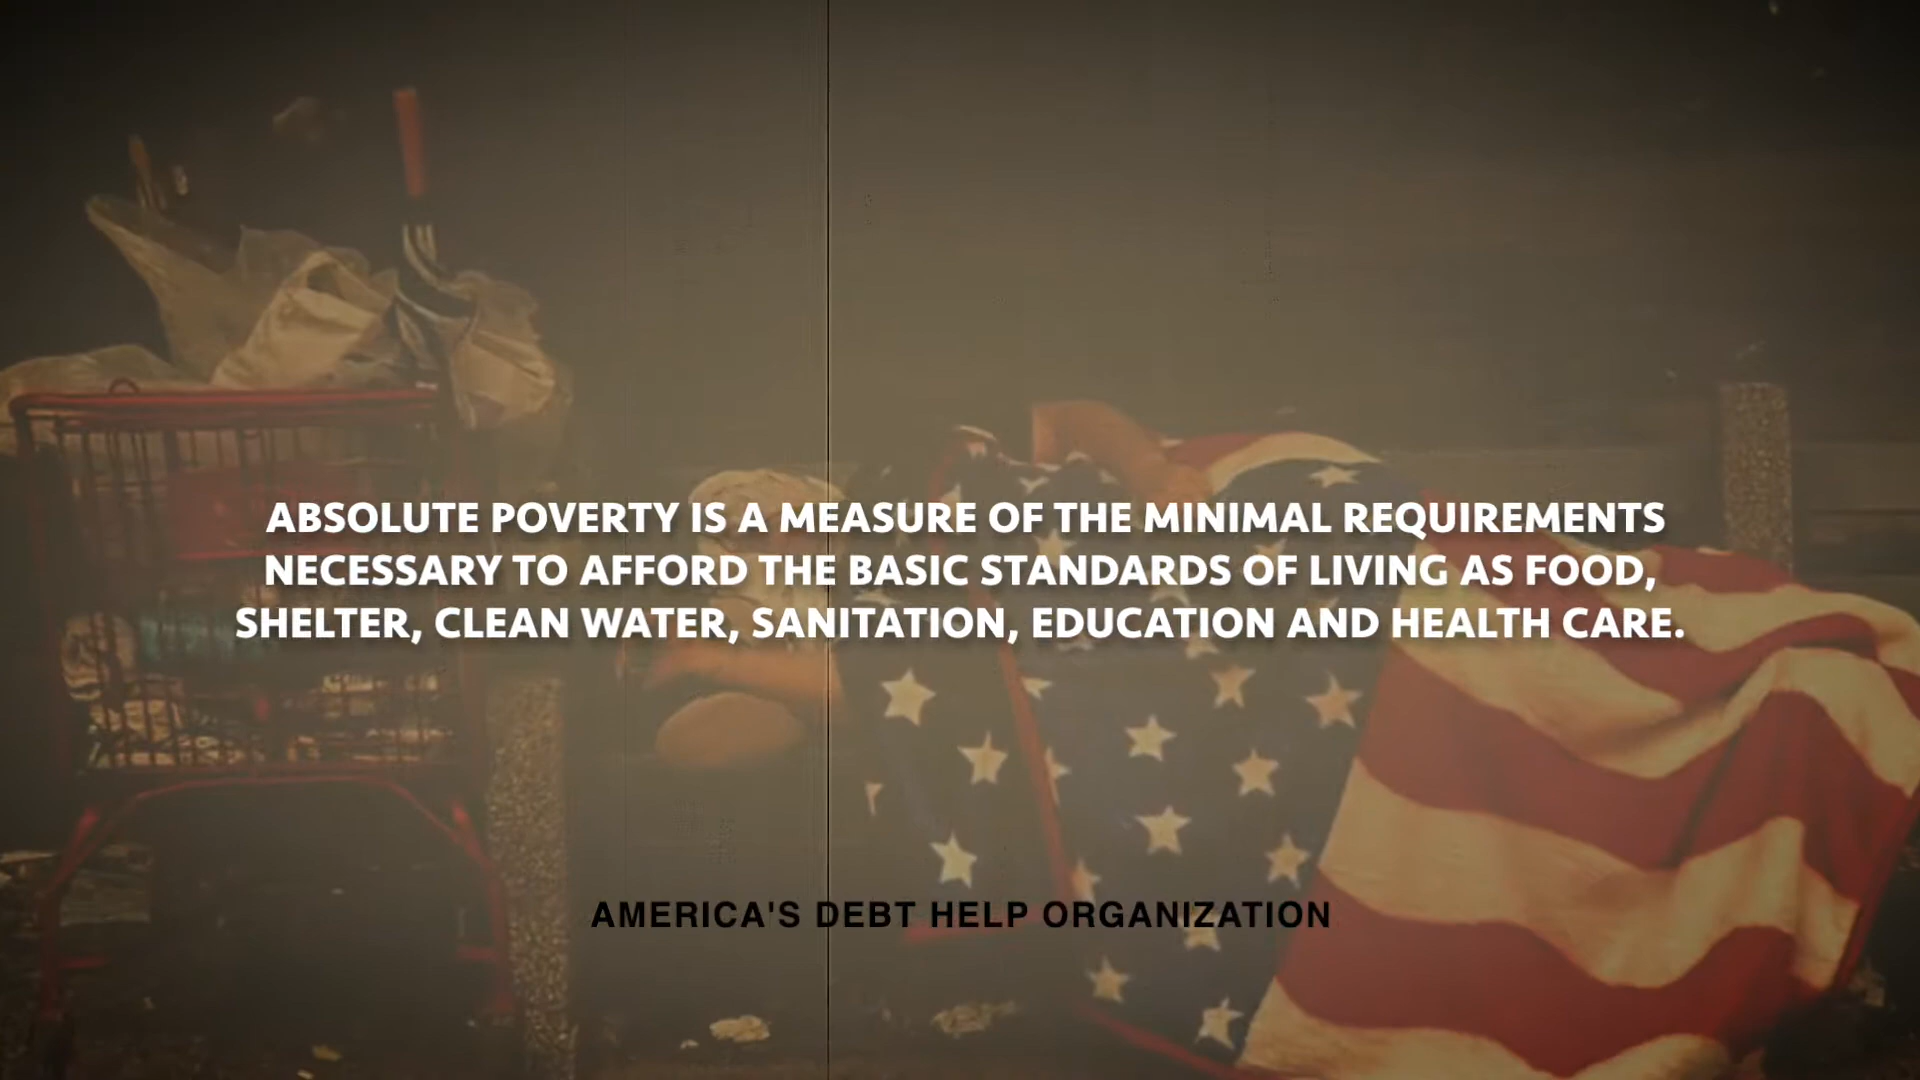 ABSOLUTE POVERTY IS A MEASURE OF THE MINIMAL REQUIREMENTS
NECESSARY TO AFFORD THE BASIC STANDARDS OF LIVING AS FOOD,
SHELTER, CLEAN WATER, SANITATION, EDUCATION AND HEALTH CARE.
AMERICA'S DEBT HELP ORGANIZATION